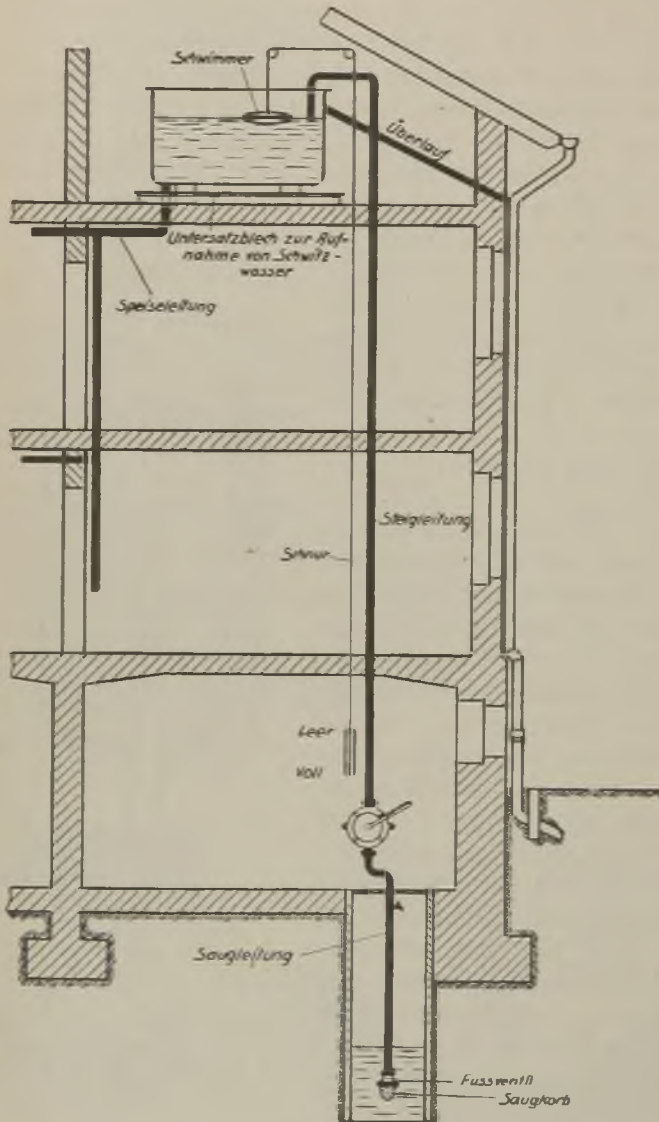 Schwimmer
Überlauf
Untersatzblech zur Auf-
nahme von Schwitz-
wasser
Speiseleitung
Steigleitung
Schnur
Leer
Voll
Saugleitung
Fussventil
Saugkorb